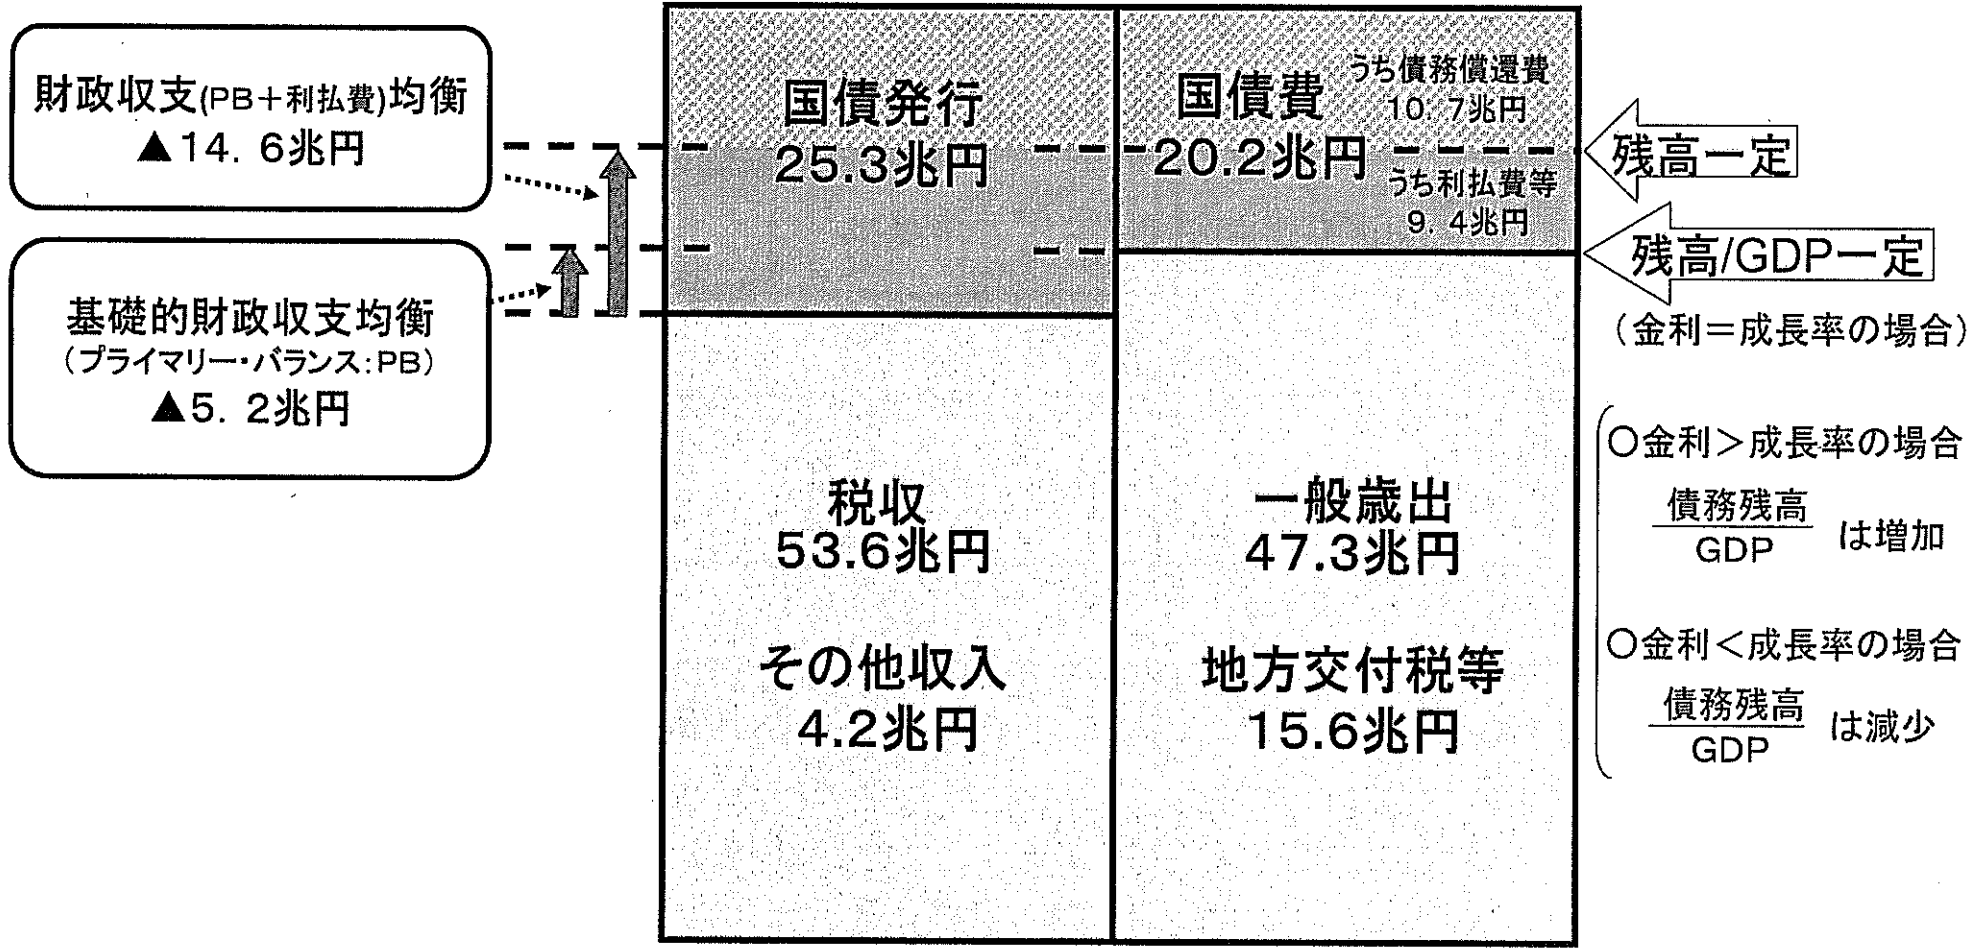 財政収支(PB+利払費)均衡
▲14. 6兆円
基礎的財政収支均衡
(プライマリー・バランス:PB)
▲5. 2兆円
国債発行
25.3兆円
税収
53.6兆円
その他収入
4.2兆円
国債費
20.2兆円
うち債務償還費
10. 7兆円
うち利払費等
9. 4兆円
一般歳出
47.3兆円
地方交付税等
15.6兆円
残高一定
残高/GDP一定
(金利=成長率の場合)
○金利>成長率の場合
債務残高
GDP
は増加
○金利<成長率の場合
債務残高
GDP
は減少